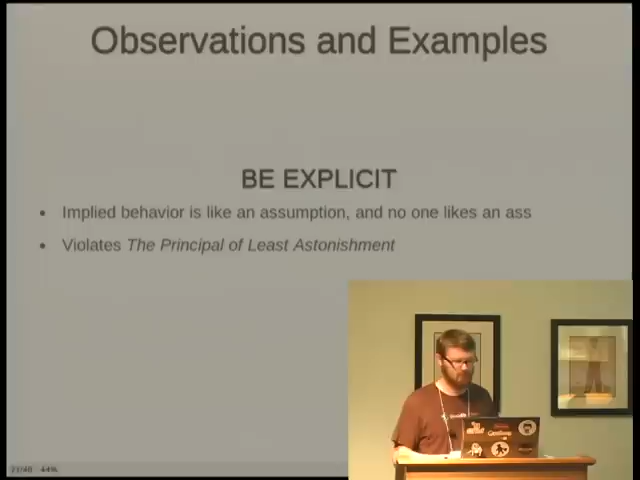 Observations and Examples
BE EXPLICIT
Implied behavior is like an assumption, and no one likes an ass
Violates The Principal of Least Astonishment
44%